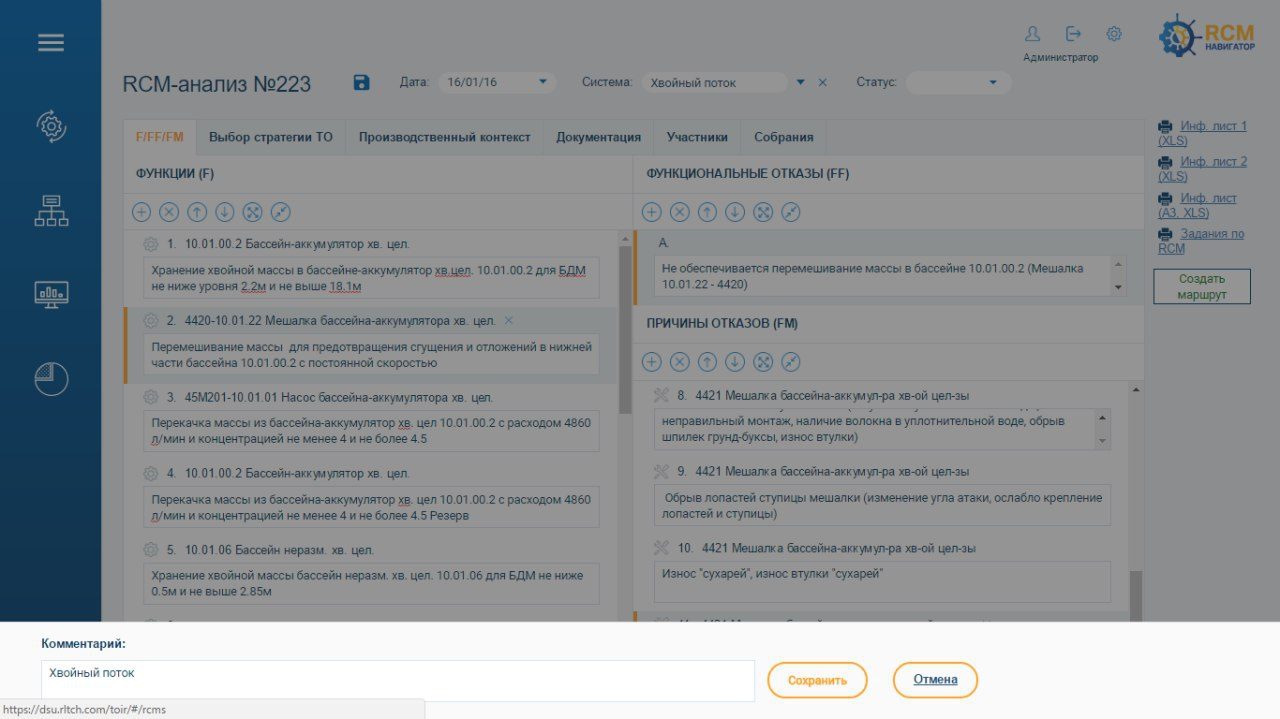 RCM
НАВИГАТОР
Администратор
RCM-анализ №223
Дата: 16/01/16
Система: Хвойный поток
Статус:
F/FF/FM
Выбор стратегии ТО
Производственный контекст
Документация
Участники
Собрания
ФУНКЦИИ (F)
1. 10.01.00.2 Бассейн-аккумулятор хв. цел.
Хранение хвойной массы в бассейне-аккумулятор хв.цел. 10.01.00.2 для БДМ
не ниже уровня 2.2м и не выше 18.1м
2. 4420-10.01.22 Мешалка бассейна-аккумулятора хв. цел.
Перемешивание массы для предотвращения сгущения и отложений в нижней
части бассейна 10.01.00.2 с постоянной скоростью
3. 45M201-10.01.01 Насос бассейна-аккумулятора хв. цел.
Перекачка массы из бассейна-аккумулятор хв. цел 10.01.00.2 с расходом 4860
л/мин и концентрацией не менее 4 и не более 4.5
4. 10.01.00.2 Бассейн-аккумулятор хв. цел.
Перекачка массы из бассейна-аккумулятор хв. цел 10.01.00.2 с расходом 4860
л/мин и концентрацией не менее 4 и не более 4.5 Резерв
5. 10.01.06 Бассейн неразм. хв. цел.
Хранение хвойной массы бассейн неразм. хв. цел. 10.01.06 для БДМ не ниже
0.5м и не выше 2.85м
ФУНКЦИОНАЛЬНЫЕ ОТКАЗЫ (FF)
A.
Не обеспечивается перемешивание массы в бассейне 10.01.00.2 (Мешалка
10.01.22 - 4420)
ПРИЧИНЫ ОТКАЗОВ (FM)
8. 4421 Мешалка бассейна-аккумул-ра хв-ой цел-зы
неправильный монтаж, наличие волокна в уплотнительной воде, обрыв
шпилек грунд-буксы, износ втулки)
9. 4421 Мешалка бассейна-аккумул-ра хв-ой цел-зы
Обрыв лопастей ступицы мешалки (изменение угла атаки, ослабло крепление
лопастей и ступицы)
10. 4421 Мешалка бассейна-аккумул-ра хв-ой цел-зы
Износ "сухарей", износ втулки "сухарей"
Инф. лист 1
(XLS)
Инф. лист 2
(XLS)
Инф. лист
(А3, XLS)
Задания по
RCM
Создать
маршрут
Комментарий:
Хвойный поток
Сохранить
Отмена
https://dsu.rltch.com/toir/#/rcms